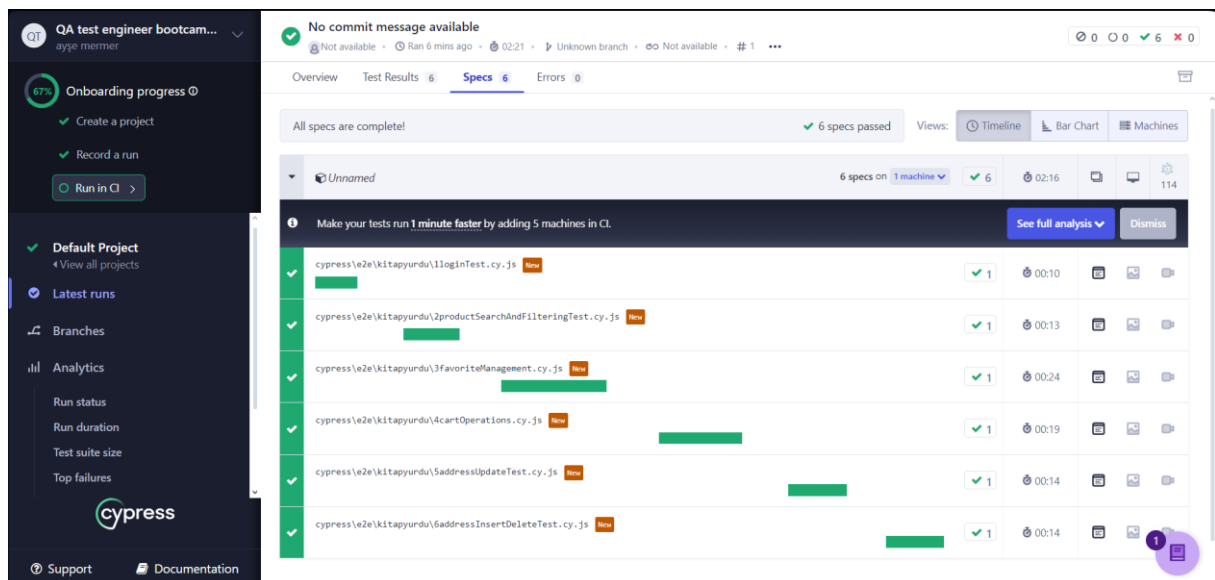 QT
QA test engineer bootcam...
ayşe mermer
67%
Onboarding progress
Create a project
Record a run
Run in CI >
Default Project
View all projects
Latest runs
Branches
Analytics
Run status
Run duration
Test suite size
Top failures
cypress
Support
Documentation
No commit message available
Not available • Ran 6 mins ago • 02:21 • Unknown branch • Not available • # 1 •••
0 0 6 0
Overview Test Results 6 Specs 6 Errors 0
All specs are complete!
6 specs passed
Views: Timeline Bar Chart Machines
Unnamed
6 specs on 1 machine
6
02:16
114
Make your tests run 1 minute faster by adding 5 machines in CI.
See full analysis
Dismiss
cypress\e2e\kitapyurdu\1loginTest.cy.js New
1 00:10
cypress\e2e\kitapyurdu\2productSearchAndFilteringTest.cy.js New
1 00:13
cypress\e2e\kitapyurdu\3favoriteManagement.cy.js New
1 00:24
cypress\e2e\kitapyurdu\4cartOperations.cy.js New
1 00:19
cypress\e2e\kitapyurdu\5addressUpdateTest.cy.js New
1 00:14
cypress\e2e\kitapyurdu\6addressInsertDeleteTest.cy.js New
1 00:14
1